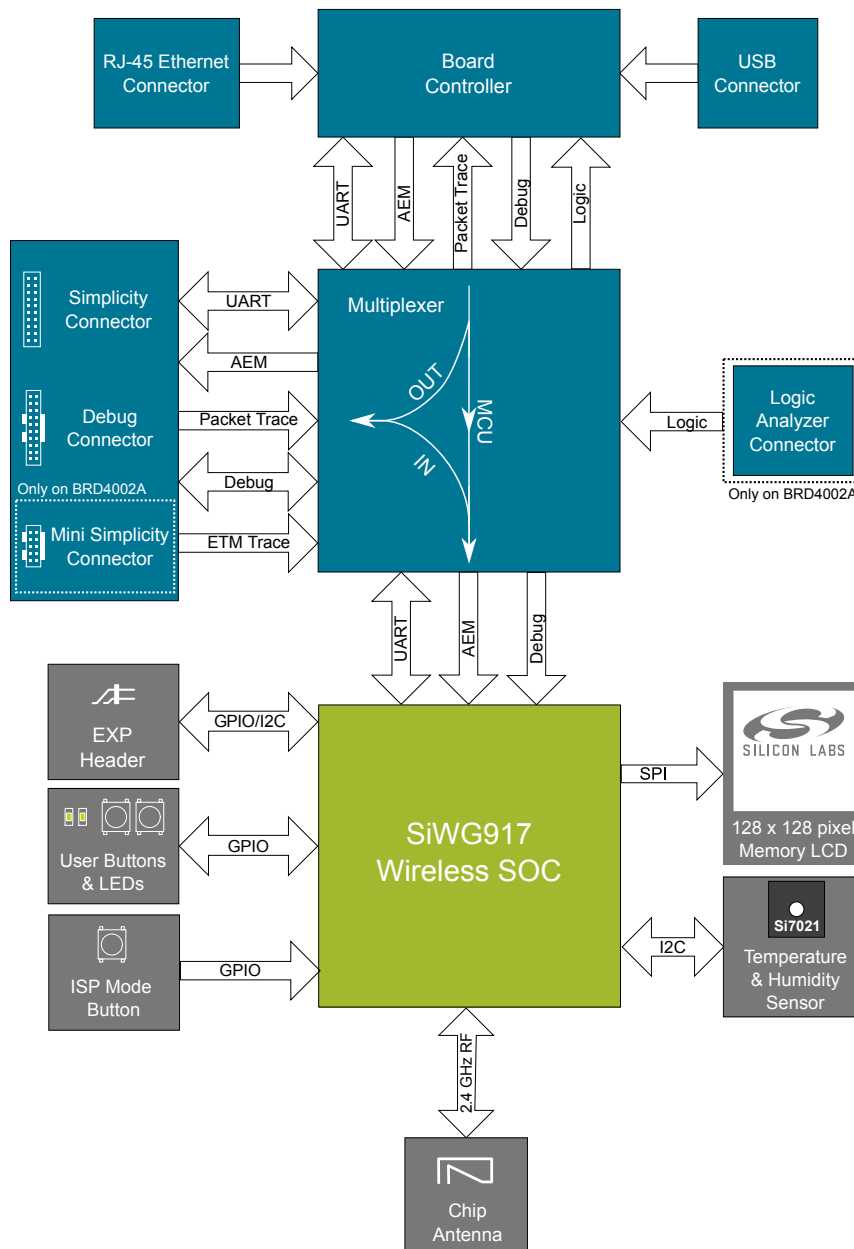 RJ-45 Ethernet
Connector
Board
Controller
USB
Connector
UART
AEM
Packet Trace
Debug
Logic
Simplicity
Connector
Debug
Connector
Only on BRD4002A
Mini Simplicity
Connector
UART
AEM
Packet Trace
Debug
ETM Trace
Multiplexer
OUT
MCU
IN
Logic
Logic
Analyzer
Connector
Only on BRD4002A
UART
AEM
Debug
EXP
Header
GPIO/I2C
User Buttons
& LEDs
GPIO
ISP Mode
Button
GPIO
SiWG917
Wireless SOC
SPI
SILICON LABS
128 x 128 pixel
Memory LCD
I2C
Si7021
Temperature
& Humidity
Sensor
2.4 GHz RF
Chip
Antenna